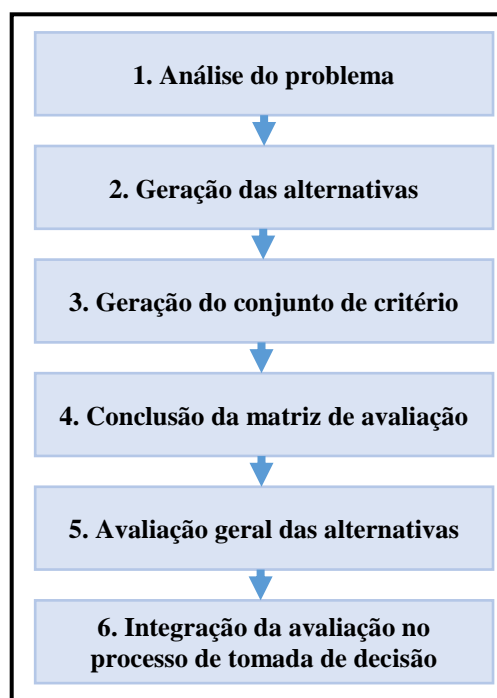 1. Análise do problema
2. Geração das alternativas
3. Geração do conjunto de critério
4. Conclusão da matriz de avaliação
5. Avaliação geral das alternativas
6. Integração da avaliação no
processo de tomada de decisão